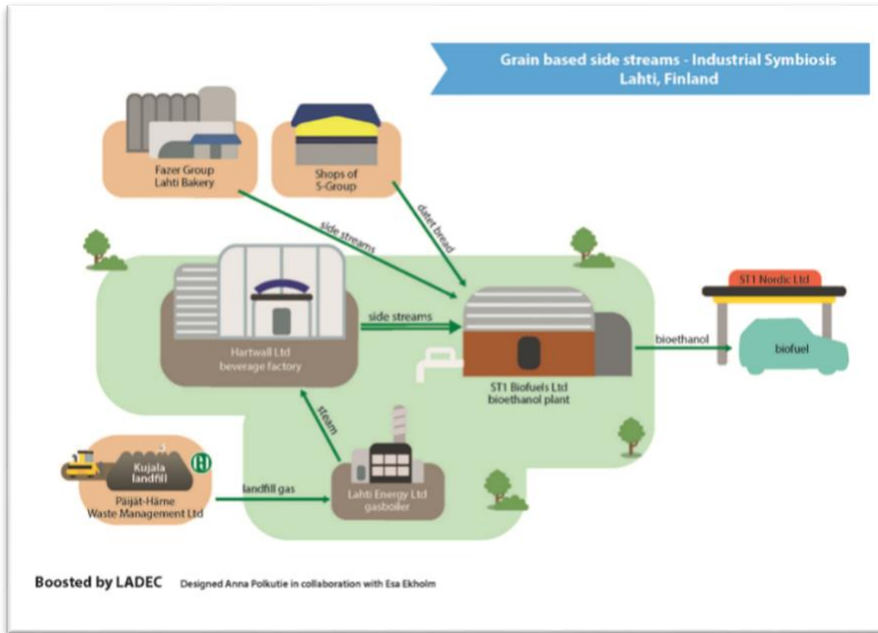 Grain based side streams - Industrial Symbiosis
Lahti, Finland
Fazer Group
Lahti Bakery
Shops of
S-Group
side streams
datet bread
ST1 Nordic Ltd
side streams
bioethanol
biofuel
Hartwall Ltd
beverage factory
ST1 Biofuels Ltd
bioethanol plant
steam
Kujala
landfill
landfill gas
Lahti Energy Ltd
gasboiler
Päijät-Häme
Waste Management Ltd
Boosted by LADEC Designed Anna Polkutie in collaboration with Esa Ekholm